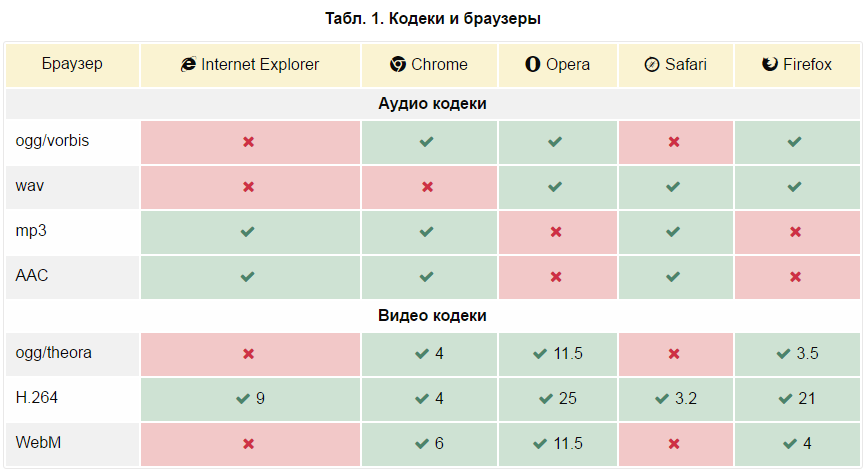 Табл. 1. Кодеки и браузеры
Браузер Internet Explorer Chrome Opera Safari Firefox
Аудио кодеки
ogg/vorbis ✖ ✔ ✔ ✖ ✔
wav ✖ ✖ ✔ ✔ ✔
mp3 ✔ ✔ ✖ ✔ ✖
AAC ✔ ✔ ✖ ✔ ✖
Видео кодеки
ogg/theora ✖ ✔ 4 ✔ 11.5 ✖ ✔ 3.5
H.264 ✔ 9 ✔ 4 ✔ 25 ✔ 3.2 ✔ 21
WebM ✖ ✔ 6 ✔ 11.5 ✖ ✔ 4